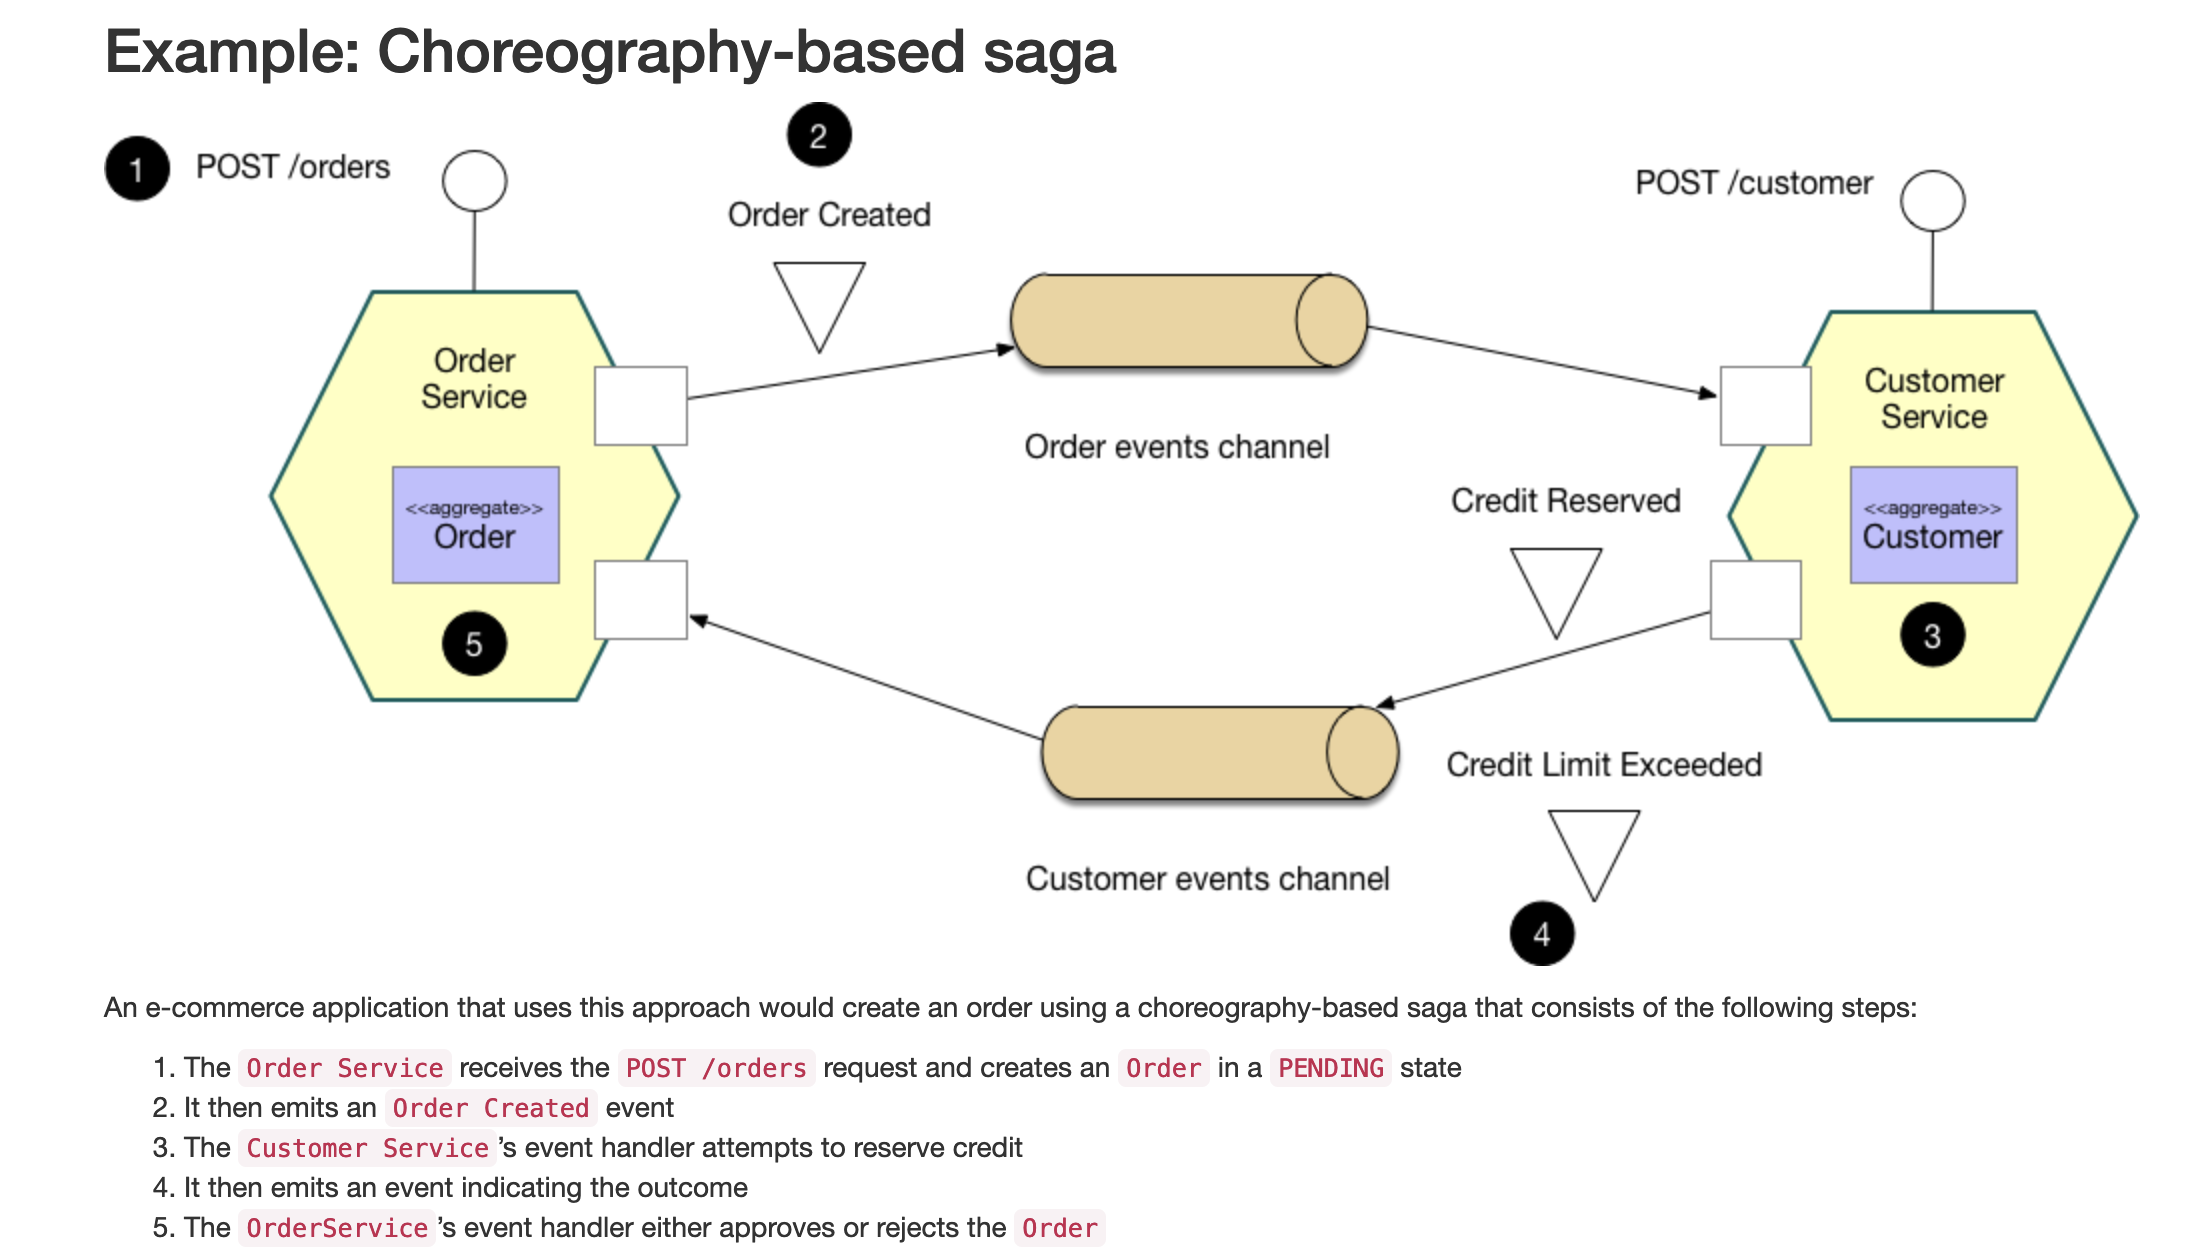 Example: Choreography-based saga
1
POST /orders
2
Order Created
POST /customer
Order
Service
<<aggregate>>
Order
5
Order events channel
Customer
Service
<<aggregate>>
Customer
3
Credit Reserved
Credit Limit Exceeded
Customer events channel
4
An e-commerce application that uses this approach would create an order using a choreography-based saga that consists of the following steps:
1. The Order Service receives the POST /orders request and creates an Order in a PENDING state
2. It then emits an Order Created event
3. The Customer Service’s event handler attempts to reserve credit
4. It then emits an event indicating the outcome
5. The OrderService’s event handler either approves or rejects the Order